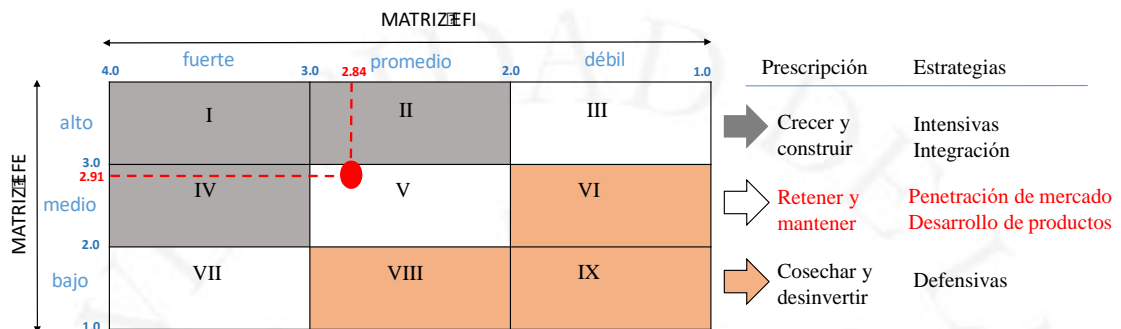 MATRIZ EFI
fuerte promedio débil
4.0 3.0 2.84 2.0 1.0
Prescripción Estrategias
alto I II III
Crecer y construir
Intensivas
Integración
3.0
2.91
MATRIZ EFE
medio IV V VI
Retener y mantener
Penetración de mercado
Desarrollo de productos
2.0
bajo VII VIII IX
Cosechar y desinvertir
Defensivas
1.0